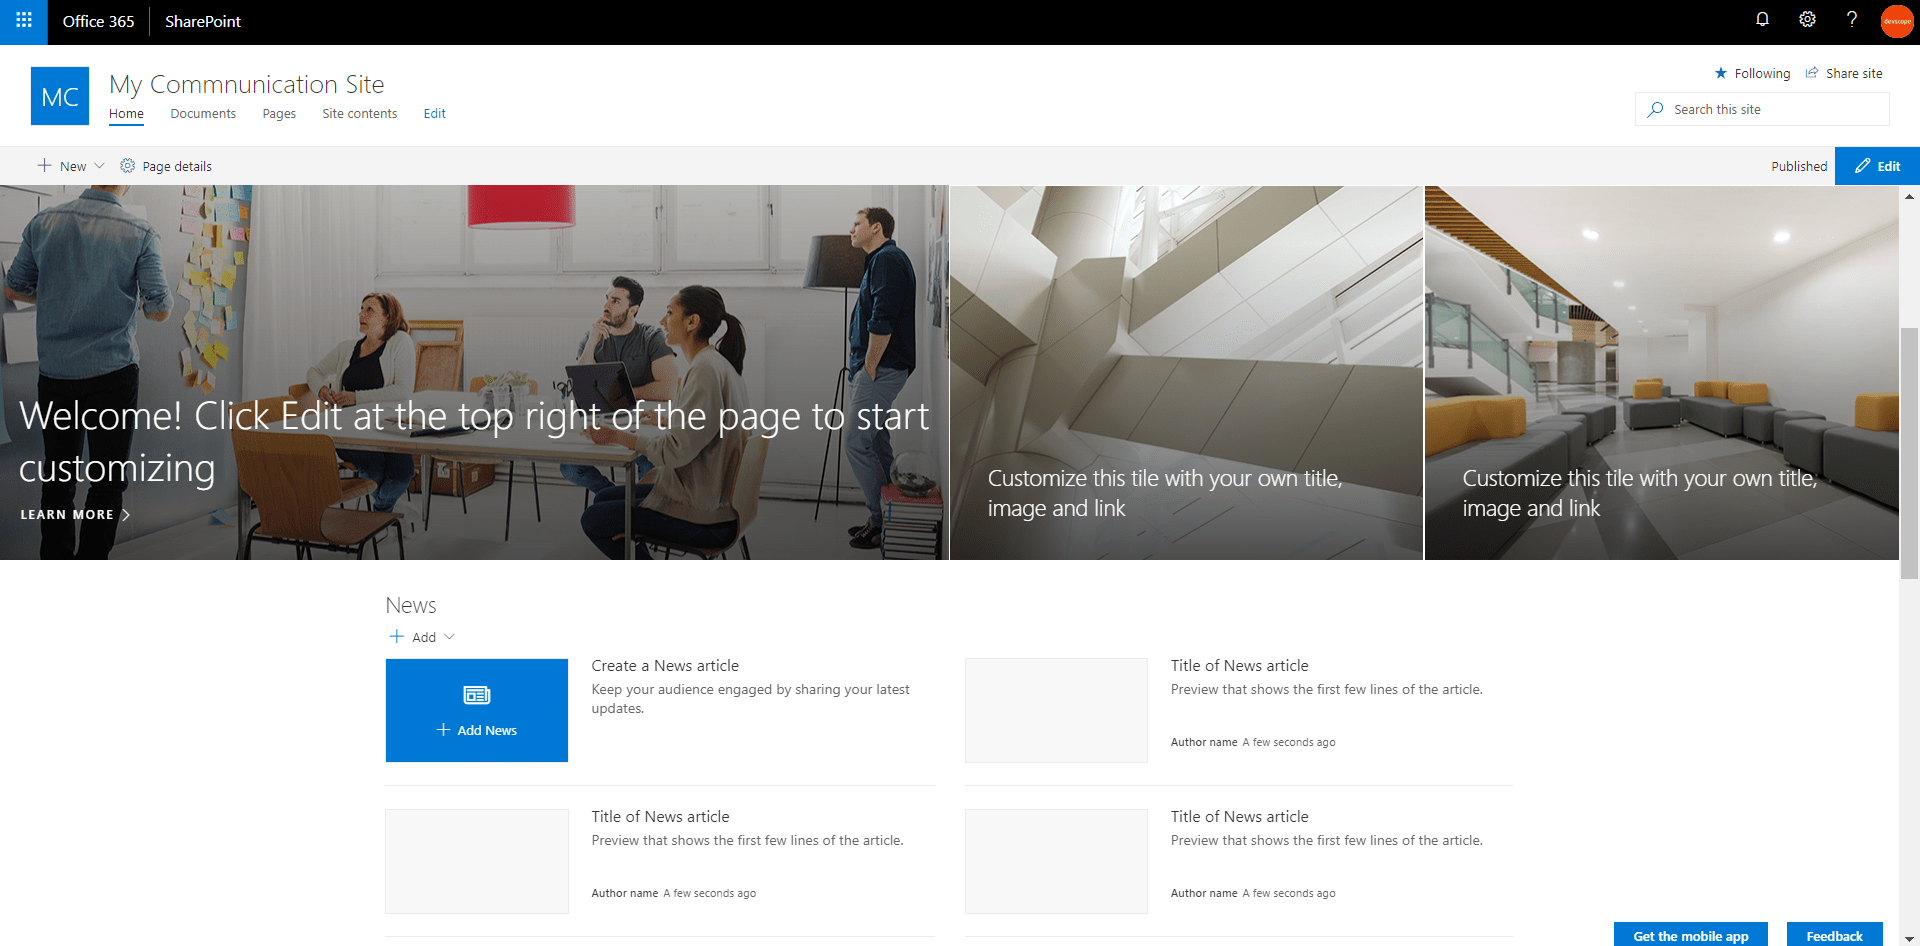 Office 365
SharePoint
devscope
MC
My Commnunication Site
Following
Share site
Home
Documents
Pages
Site contents
Edit
Search this site
New
Page details
Published
Edit
Welcome! Click Edit at the top right of the page to start
customizing
LEARN MORE
Customize this tile with your own title,
image and link
Customize this tile with your own title,
image and link
News
Add
Add News
Create a News article
Keep your audience engaged by sharing your latest
updates.
Title of News article
Preview that shows the first few lines of the article.
Author name A few seconds ago
Title of News article
Preview that shows the first few lines of the article.
Author name A few seconds ago
Title of News article
Preview that shows the first few lines of the article.
Author name A few seconds ago
Get the mobile app
Feedback